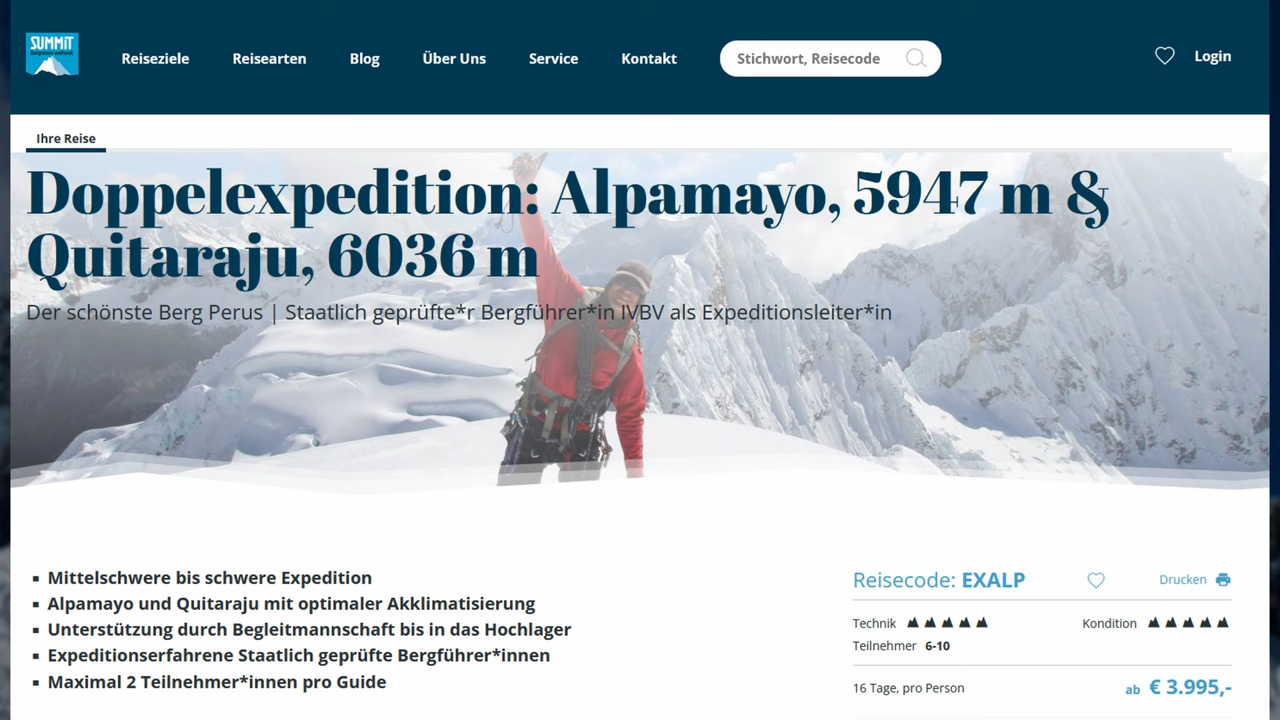 SUMMIT
Reiseziele
Reisearten
Blog
Über Uns
Service
Kontakt
Stichwort, Reisecode
Login
Ihre Reise
Doppelexpedition: Alpamayo, 5947 m &
Quitaraju, 6036 m
Der schönste Berg Perus | Staatlich geprüfte*r Bergführer*in IVBV als Expeditionsleiter*in
Mittelschwere bis schwere Expedition
Alpamayo und Quitaraju mit optimaler Akklimatisierung
Unterstützung durch Begleitmannschaft bis in das Hochlager
Expeditionserfahrene Staatlich geprüfte Bergführer*innen
Maximal 2 Teilnehmer*innen pro Guide
Reisecode: EXALP
Drucken
Technik
Kondition
Teilnehmer 6-10
16 Tage, pro Person
ab € 3.995,-